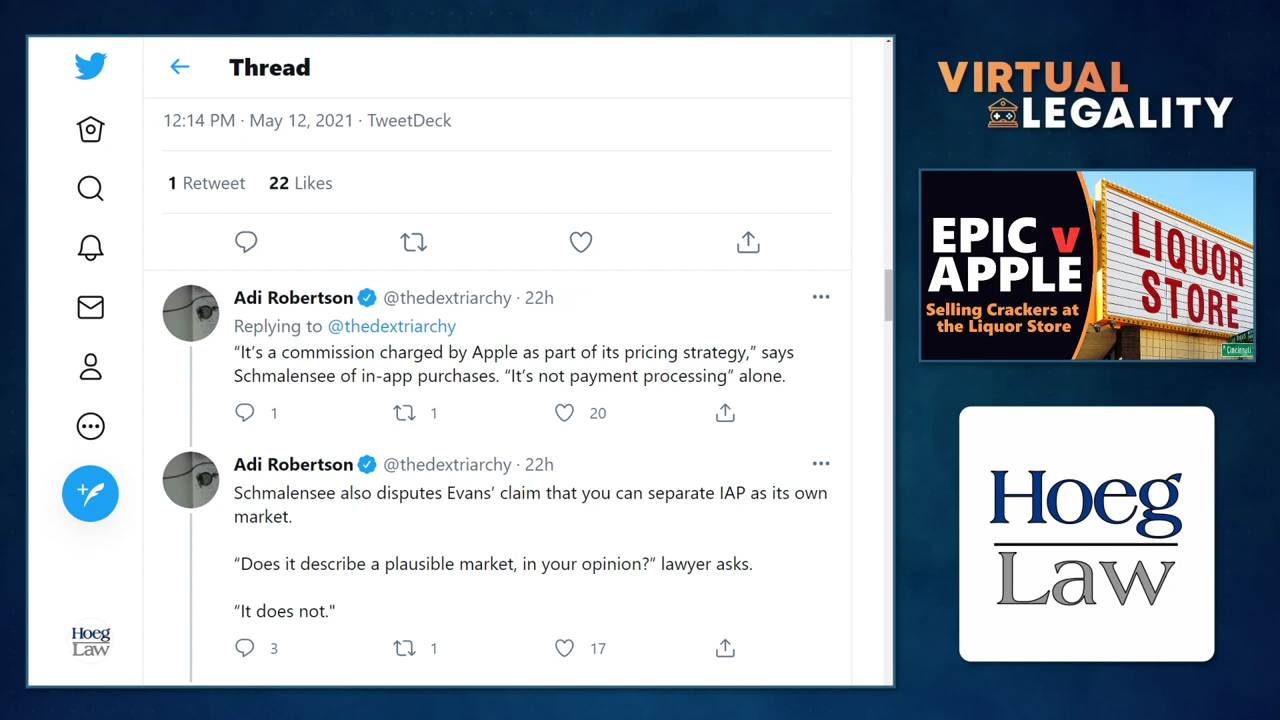 Thread
12:14 PM · May 12, 2021 · TweetDeck
1 Retweet 22 Likes
Adi Robertson @thedextriarchy · 22h
Replying to @thedextriarchy
“It’s a commission charged by Apple as part of its pricing strategy,” says
Schmalensee of in-app purchases. “It’s not payment processing” alone.
1 1 20
Adi Robertson @thedextriarchy · 22h
Schmalensee also disputes Evans’ claim that you can separate IAP as its own
market.
“Does it describe a plausible market, in your opinion?” lawyer asks.
“It does not."
3 1 17
Hoeg
Law
VIRTUAL
LEGALITY
EPIC v
APPLE
Selling Crackers at
the Liquor Store
LIQUOR
STORE
Cincinnati
Hoeg
Law